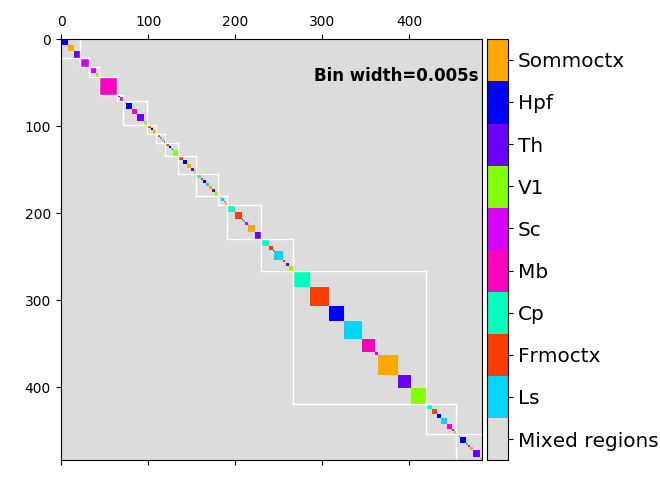 0 100 200 300 400
0
100
200
300
400
Bin width=0.005s
Sommoctx
Hpf
Th
V1
Sc
Mb
Cp
Frmoctx
Ls
Mixed regions